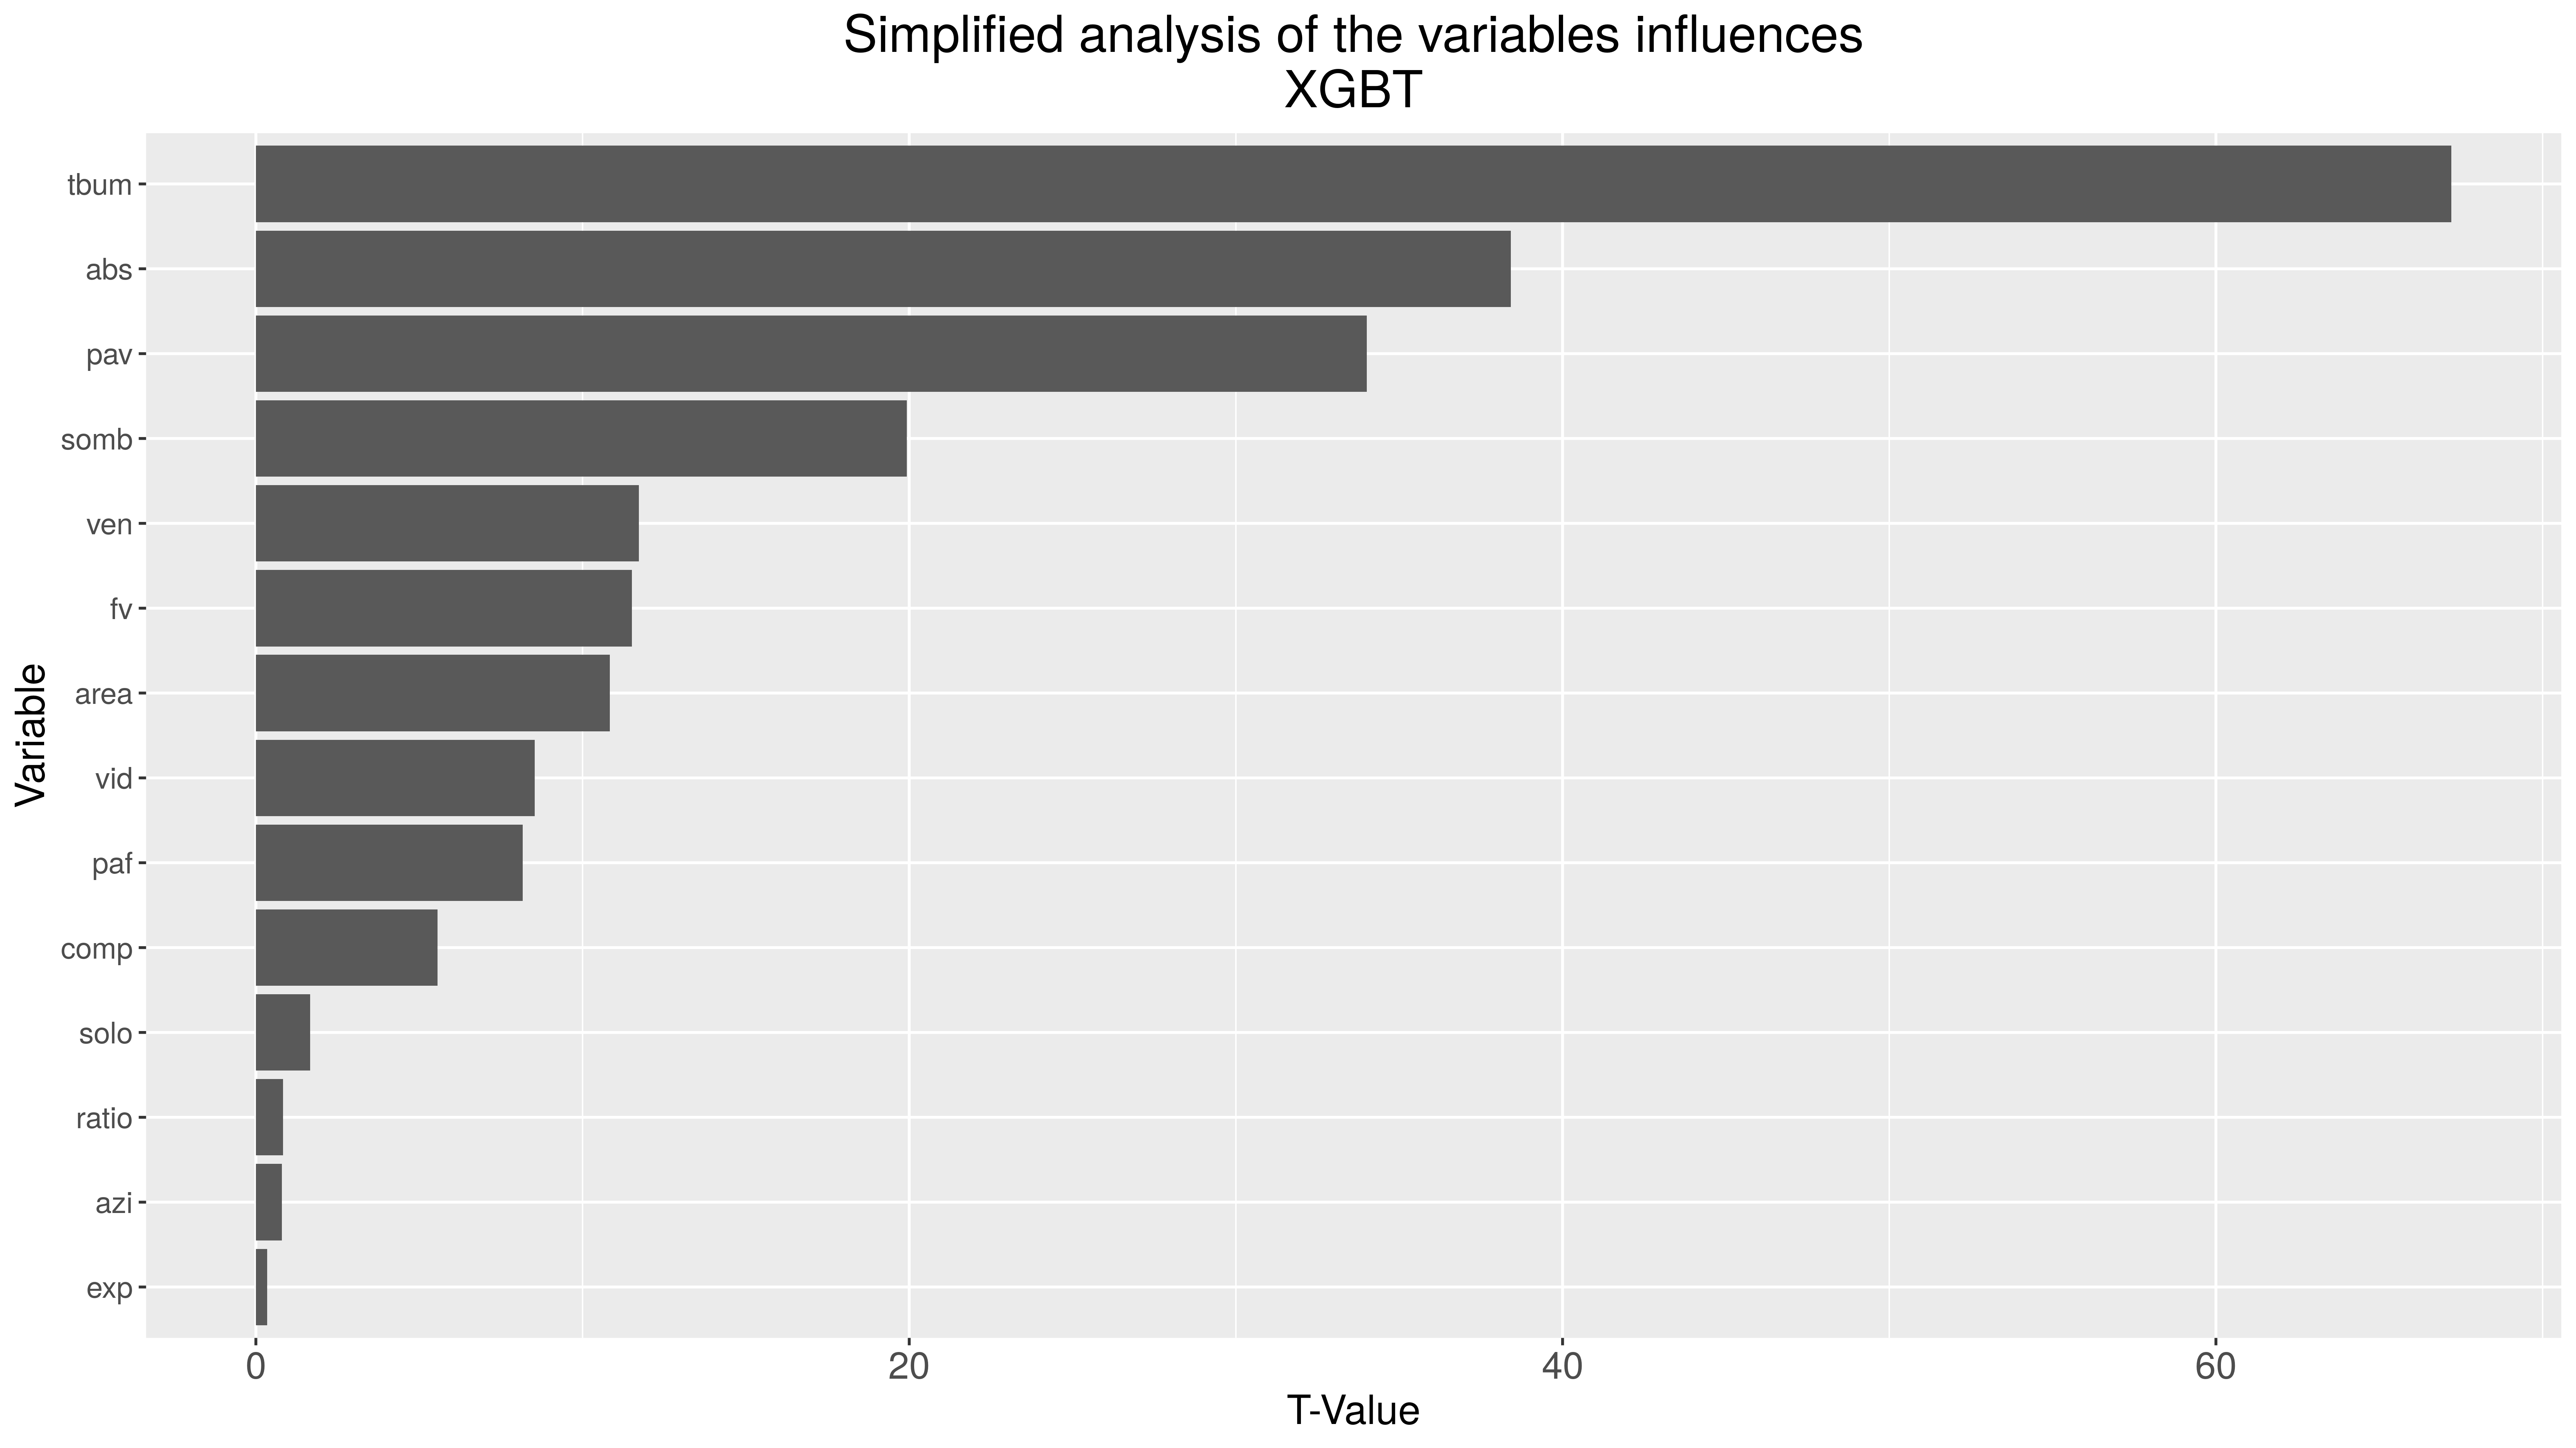 Simplified analysis of the variables influences
XGBT
tbum
abs
pav
somb
ven
fv
area
vid
paf
comp
solo
ratio
azi
exp
Variable
0 20 40 60
T-Value